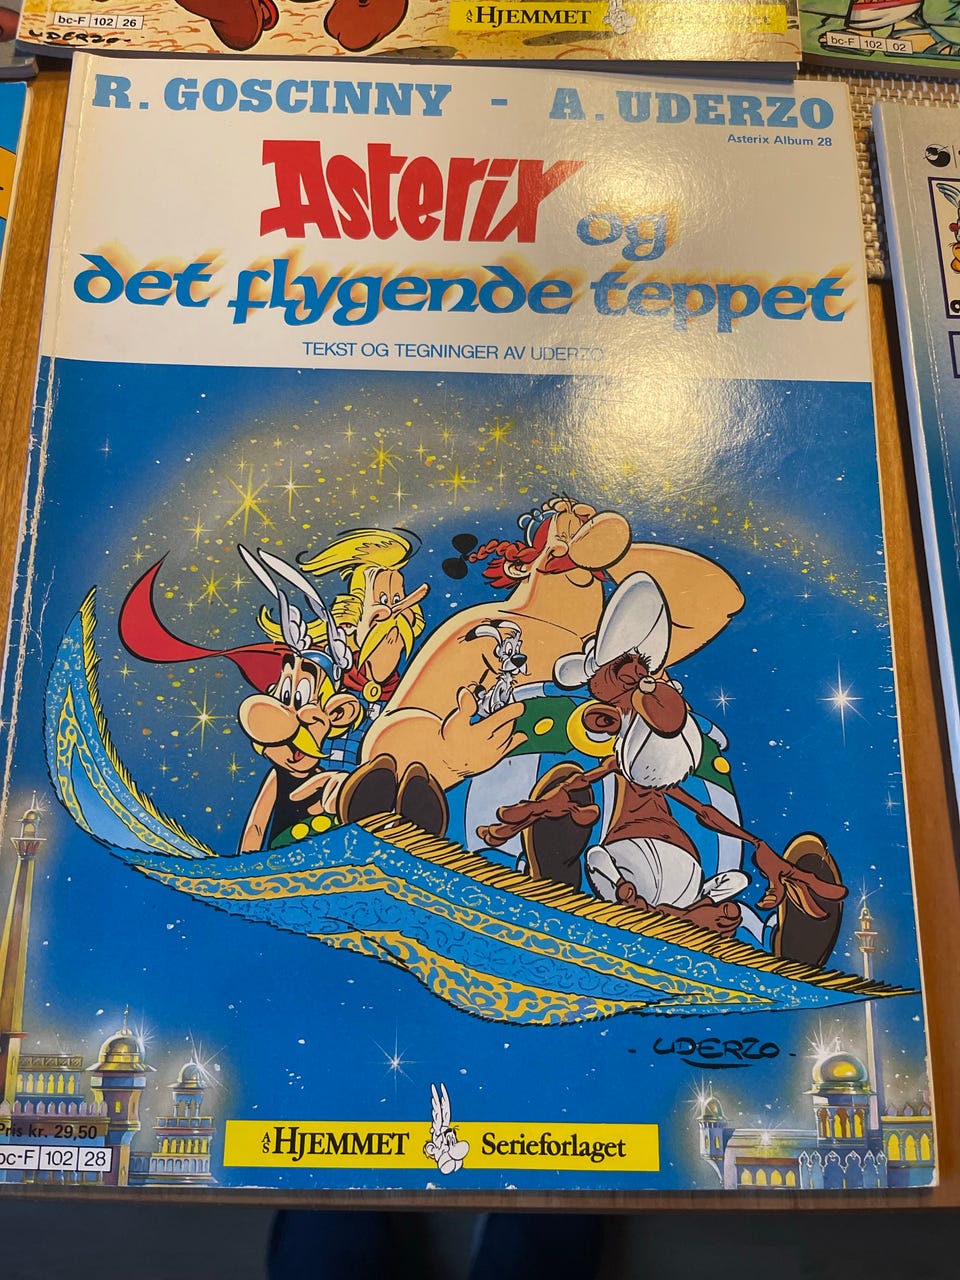 bc-F 102 26
UDERZO
A/S HJEMMET
bc-F 102 02
R. GOSCINNY - A. UDERZO
Asterix Album 28
Asterix og
det flygende teppet
TEKST OG TEGNINGER AV UDERZO
UDERZO
Pris kr. 29,50
bc-F 102 28
A/S HJEMMET Serieforlaget